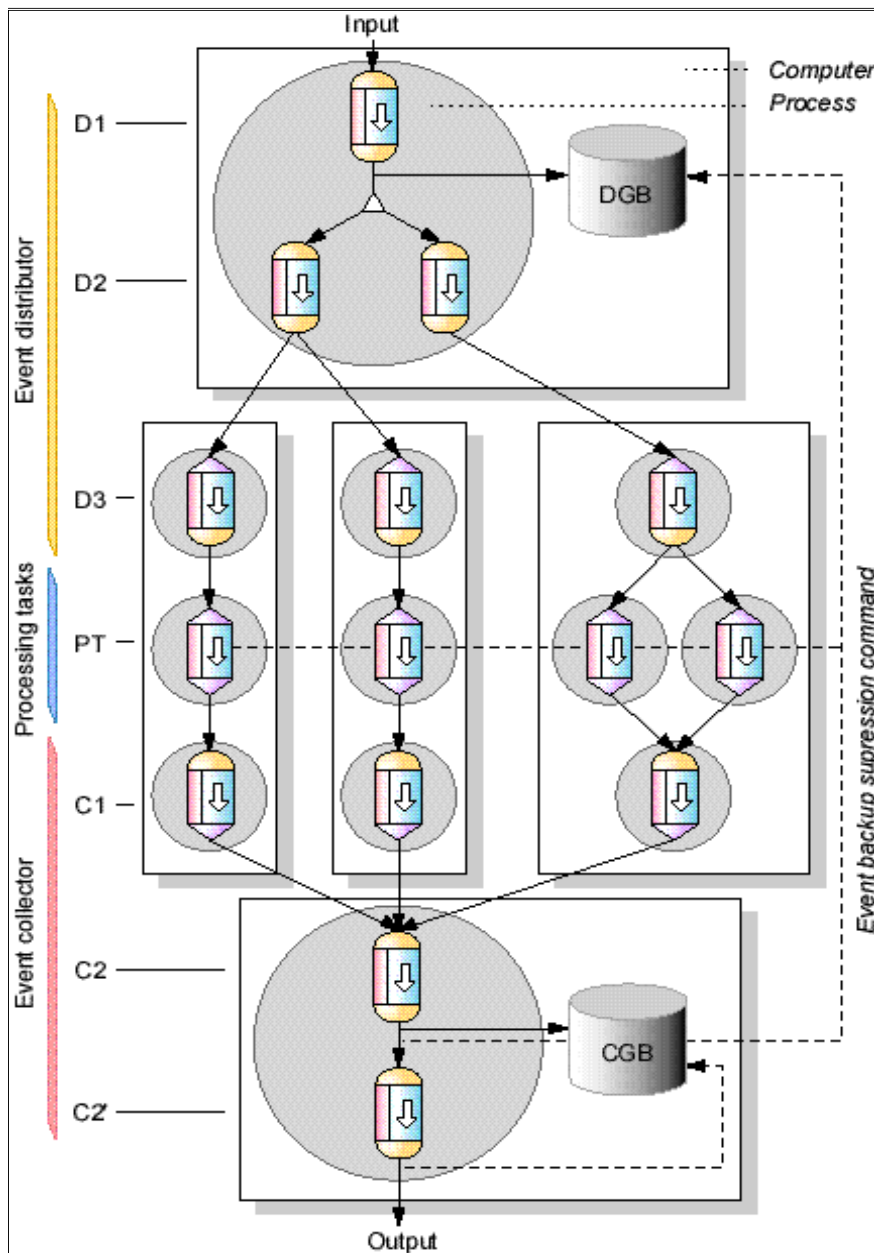 Input
Computer
Process
D1
DGB
D2
Event distributor
D3
Processing tasks
PT
Event backup supression command
C1
Event collector
C2
CGB
C2'
Output